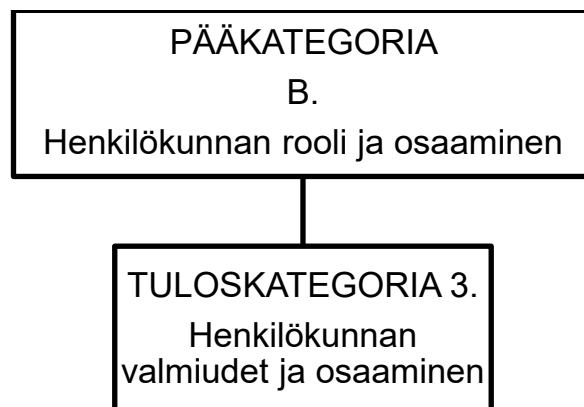 PÄÄKATEGORIA
B.
Henkilökunnan rooli ja osaaminen
TULOSKATEGORIA 3.
Henkilökunnan
valmiudet ja osaaminen